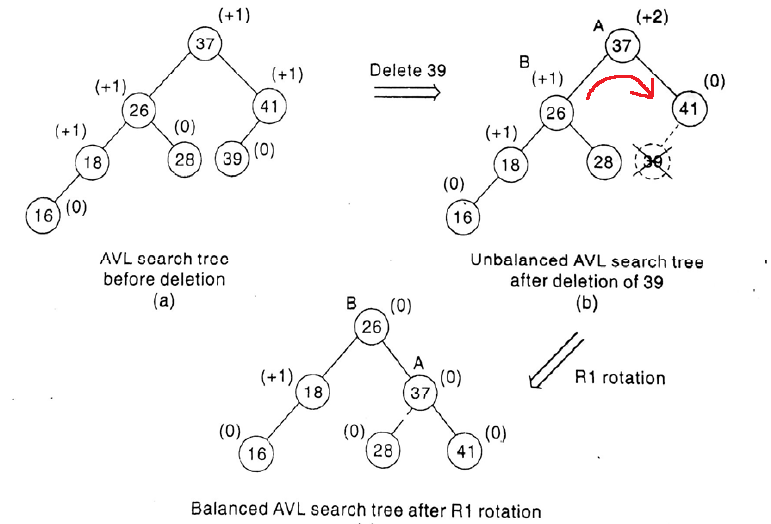 (+1)
37
(+1)
26
(+1)
41
(+1)
18
(0)
28
39
(0)
16
(0)
AVL search tree
before deletion
(a)
Delete 39
A
(+2)
37
B
(+1)
26
(0)
41
(+1)
18
28
39
(0)
16
Unbalanced AVL search tree
after deletion of 39
(b)
R1 rotation
B
(0)
26
(+1)
18
A
37
(0)
(0)
16
(0)
28
41
(0)
Balanced AVL search tree after R1 rotation